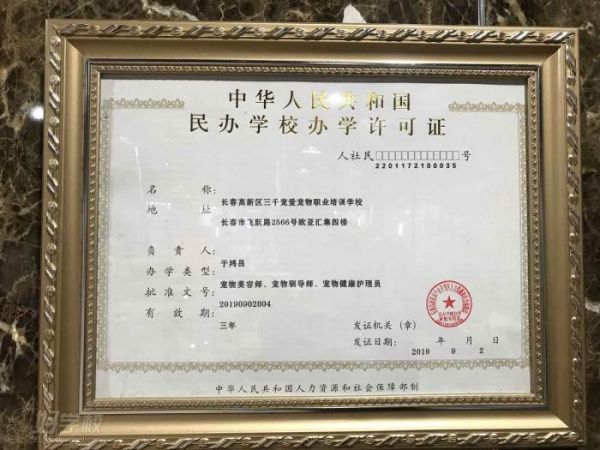 中华人民共和国
民办学校办学许可证
人社民□□□□□□□□□□□□□号
2201172100035
名称：
长春高新区三千宠爱宠物职业培训学校
地址：
长春市飞跃路2566号欧亚汇集四楼
负责人：
于鸿昌
办学类型：
宠物美容师、宠物驯导师、宠物健康护理员
批准文号：
20190902004
有效期：
三年
发证机关（章）
发证日期： 年 月 日
2019 9 2
中华人民共和国人力资源和社会保障部制